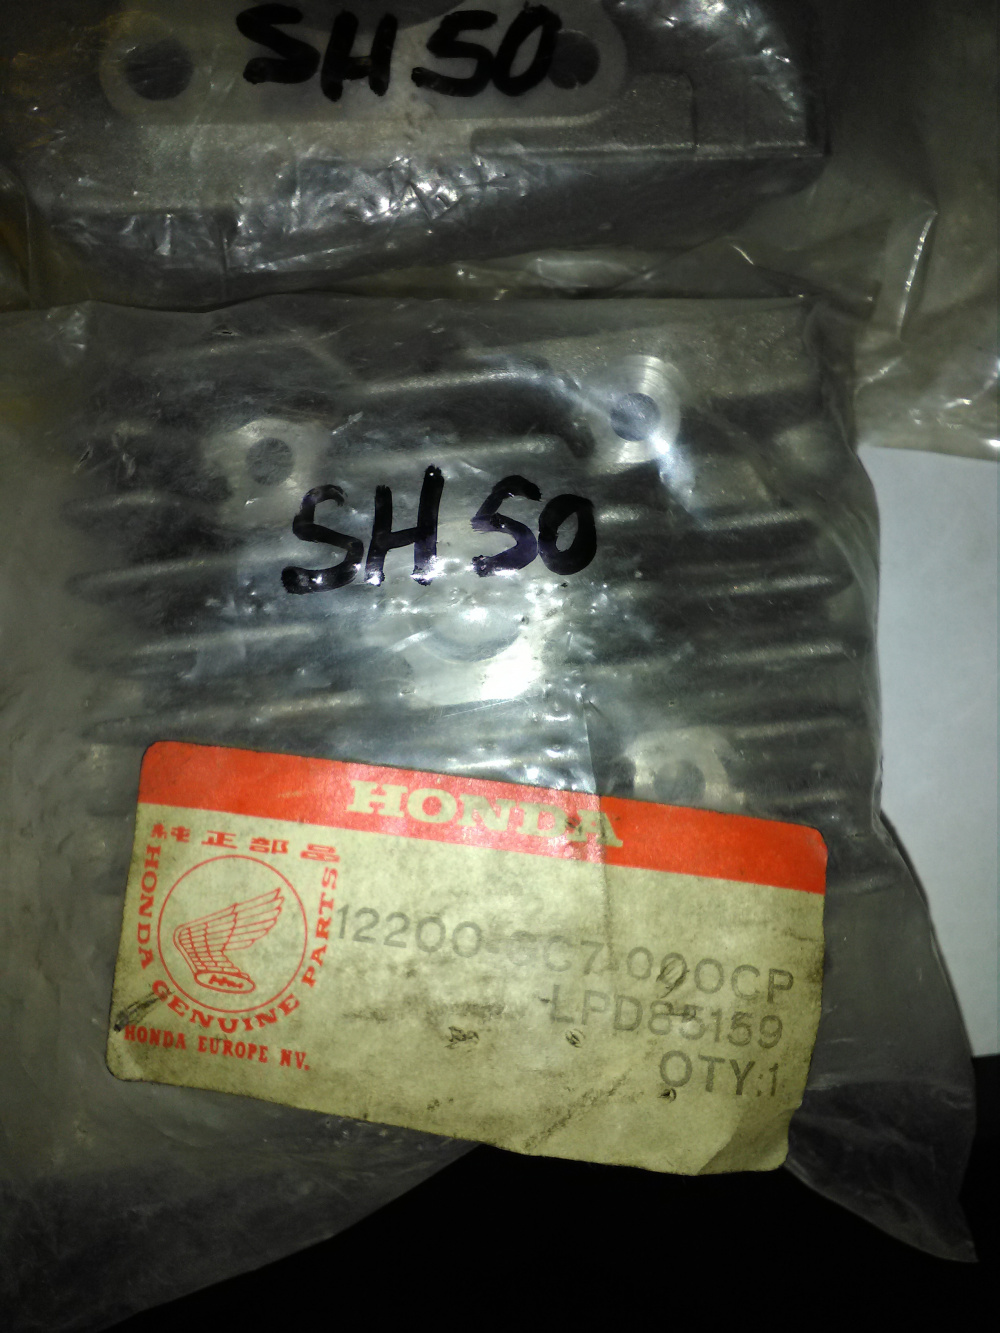 SH 50
SH 50
HONDA
純正部品
HONDA GENUINE PARTS
HONDA EUROPE NV.
12200-GC7-000CP
LPD85159
QTY:1